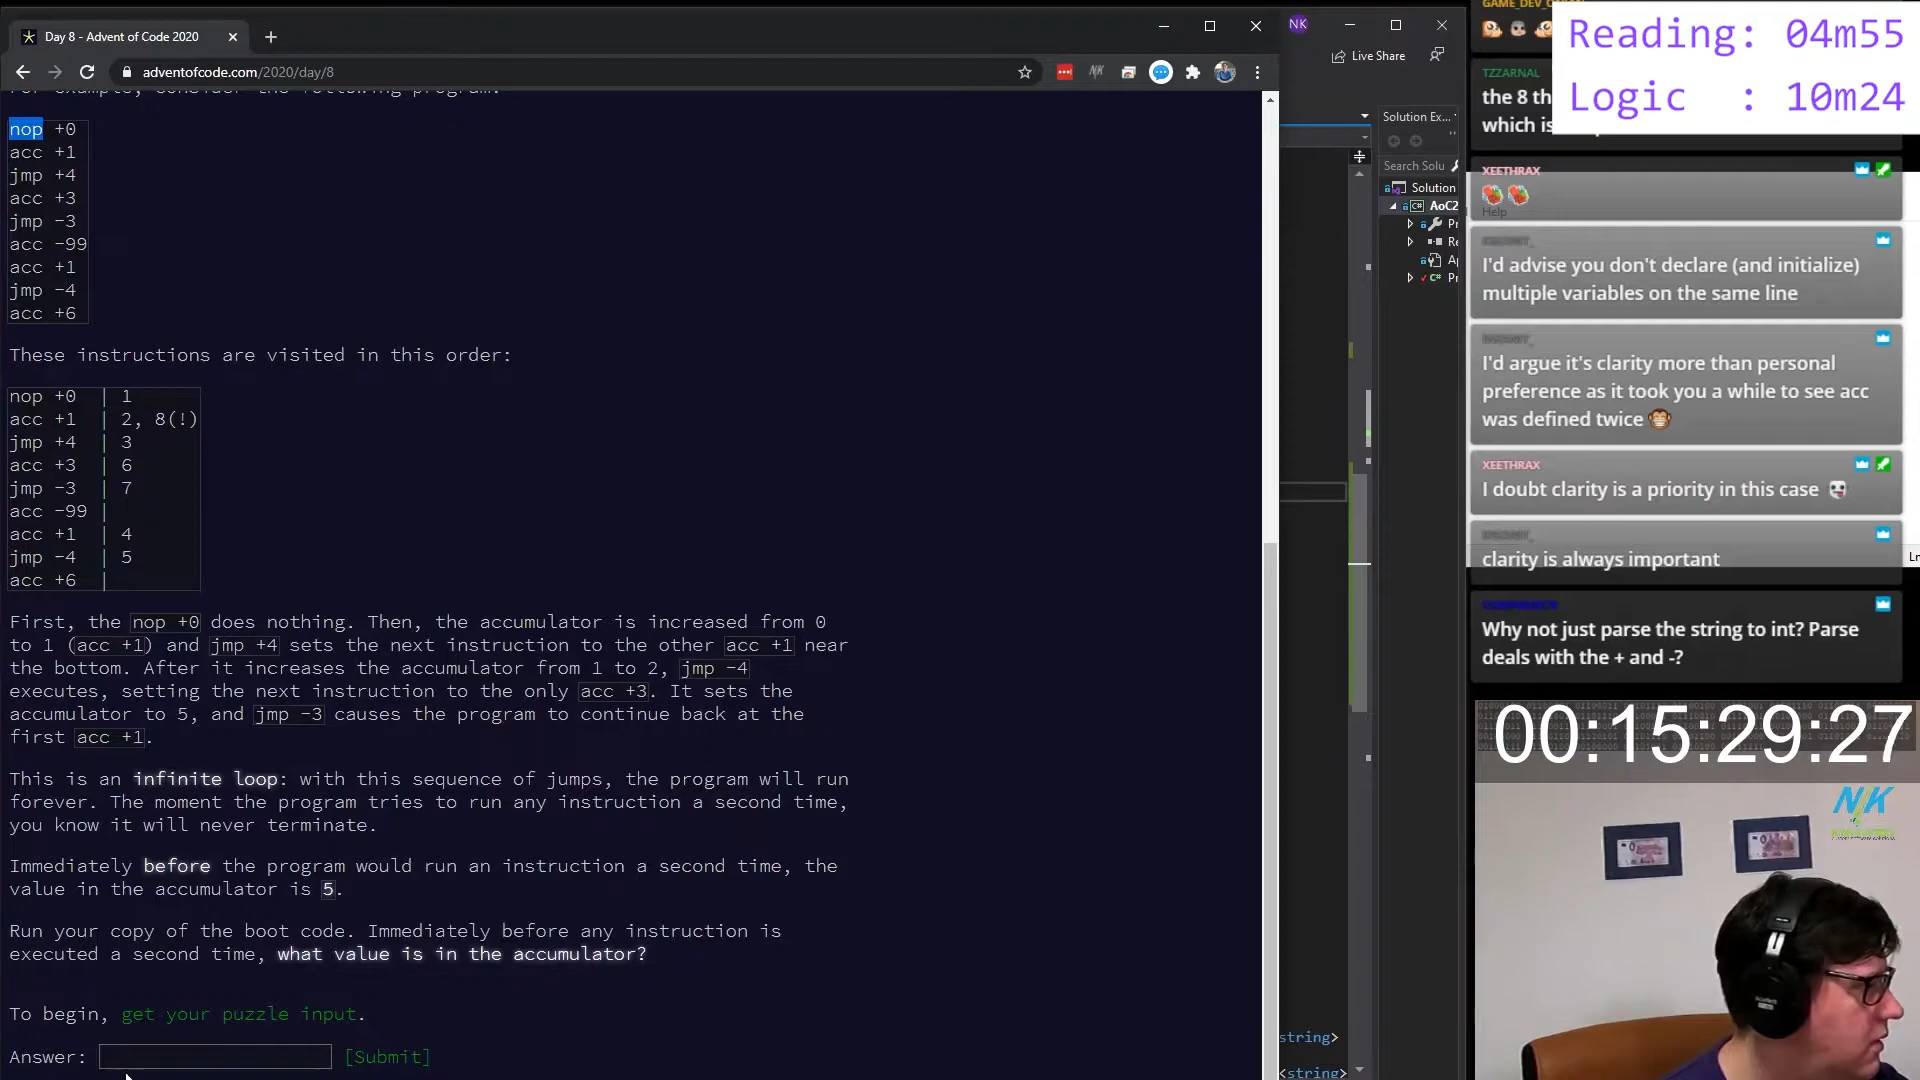 Day 8 - Advent of Code 2020
adventofcode.com/2020/day/8
nop +0
acc +1
jmp +4
acc +3
jmp -3
acc -99
acc +1
jmp -4
acc +6
These instructions are visited in this order:
nop +0 | 1
acc +1 | 2, 8(!)
jmp +4 | 3
acc +3 | 6
jmp -3 | 7
acc -99 |
acc +1 | 4
jmp -4 | 5
acc +6 |
First, the nop +0 does nothing. Then, the accumulator is increased from 0
to 1 (acc +1) and jmp +4 sets the next instruction to the other acc +1 near
the bottom. After it increases the accumulator from 1 to 2, jmp -4
executes, setting the next instruction to the only acc +3. It sets the
accumulator to 5, and jmp -3 causes the program to continue back at the
first acc +1.
This is an infinite loop: with this sequence of jumps, the program will run
forever. The moment the program tries to run any instruction a second time,
you know it will never terminate.
Immediately before the program would run an instruction a second time, the
value in the accumulator is 5.
Run your copy of the boot code. Immediately before any instruction is
executed a second time, what value is in the accumulator?
To begin, get your puzzle input.
Answer: [Submit]
NK
Live Share
Solution Ex...
Search Solu
Solution
AoC2
string>
<string>
Reading: 04m55
Logic : 10m24
TZZARNAL
the 8 th
which is
XEETHRAX
Help
I'd advise you don't declare (and initialize)
multiple variables on the same line
I'd argue it's clarity more than personal
preference as it took you a while to see acc
was defined twice
XEETHRAX
I doubt clarity is a priority in this case
clarity is always important
Why not just parse the string to int? Parse
deals with the + and -?
00:15:29:27
NK